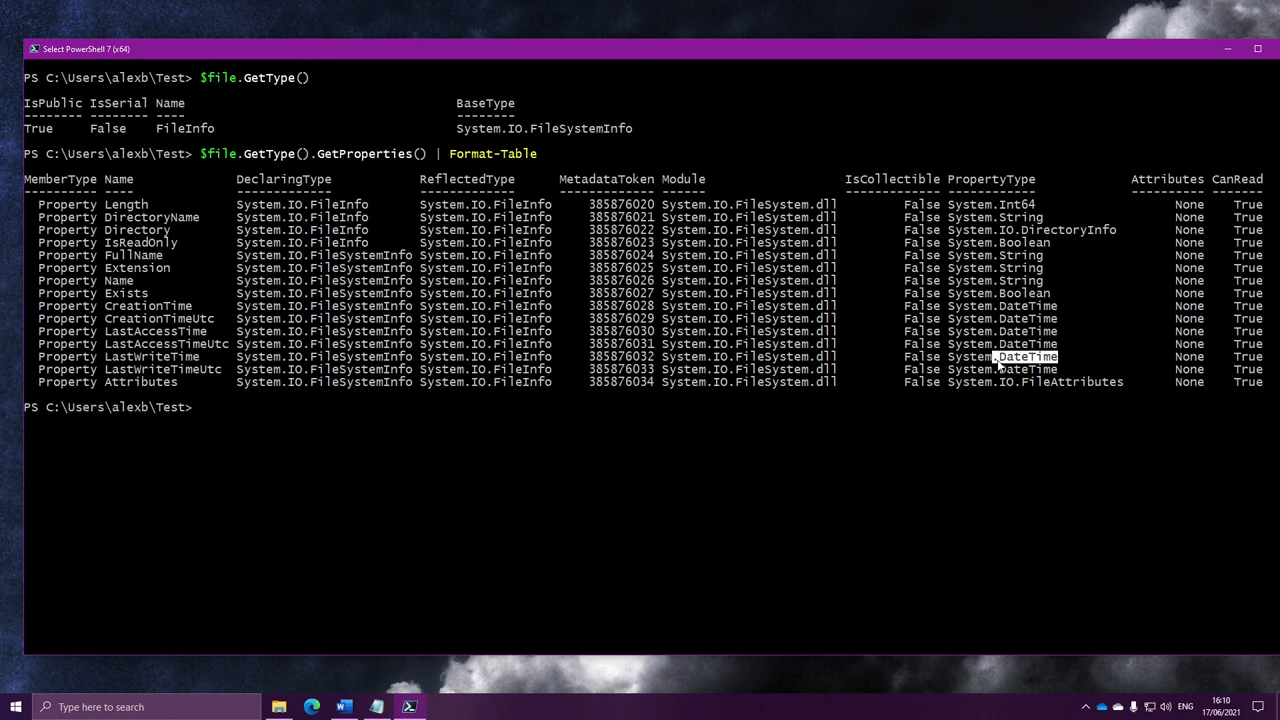 Select PowerShell 7 (x64)
PS C:\Users\alexb\Test> $file.GetType()
IsPublic IsSerial Name BaseType
-------- -------- ---- --------
True False FileInfo System.IO.FileSystemInfo
PS C:\Users\alexb\Test> $file.GetType().GetProperties() | Format-Table
MemberType Name DeclaringType ReflectedType MetadataToken Module IsCollectible PropertyType Attributes CanRead
---------- ---- ------------- ------------- ------------- ------ ------------- ------------ ---------- -------
Property Length System.IO.FileInfo System.IO.FileInfo 385876020 System.IO.FileSystem.dll False System.Int64 None True
Property DirectoryName System.IO.FileInfo System.IO.FileInfo 385876021 System.IO.FileSystem.dll False System.String None True
Property Directory System.IO.FileInfo System.IO.FileInfo 385876022 System.IO.FileSystem.dll False System.IO.DirectoryInfo None True
Property IsReadOnly System.IO.FileInfo System.IO.FileInfo 385876023 System.IO.FileSystem.dll False System.Boolean None True
Property FullName System.IO.FileSystemInfo System.IO.FileInfo 385876024 System.IO.FileSystem.dll False System.String None True
Property Extension System.IO.FileSystemInfo System.IO.FileInfo 385876025 System.IO.FileSystem.dll False System.String None True
Property Name System.IO.FileSystemInfo System.IO.FileInfo 385876026 System.IO.FileSystem.dll False System.String None True
Property Exists System.IO.FileSystemInfo System.IO.FileInfo 385876027 System.IO.FileSystem.dll False System.Boolean None True
Property CreationTime System.IO.FileSystemInfo System.IO.FileInfo 385876028 System.IO.FileSystem.dll False System.DateTime None True
Property CreationTimeUtc System.IO.FileSystemInfo System.IO.FileInfo 385876029 System.IO.FileSystem.dll False System.DateTime None True
Property LastAccessTime System.IO.FileSystemInfo System.IO.FileInfo 385876030 System.IO.FileSystem.dll False System.DateTime None True
Property LastAccessTimeUtc System.IO.FileSystemInfo System.IO.FileInfo 385876031 System.IO.FileSystem.dll False System.DateTime None True
Property LastWriteTime System.IO.FileSystemInfo System.IO.FileInfo 385876032 System.IO.FileSystem.dll False System.DateTime None True
Property LastWriteTimeUtc System.IO.FileSystemInfo System.IO.FileInfo 385876033 System.IO.FileSystem.dll False System.DateTime None True
Property Attributes System.IO.FileSystemInfo System.IO.FileInfo 385876034 System.IO.FileSystem.dll False System.IO.FileAttributes None True
PS C:\Users\alexb\Test>
Type here to search
ENG
16:10
17/06/2021